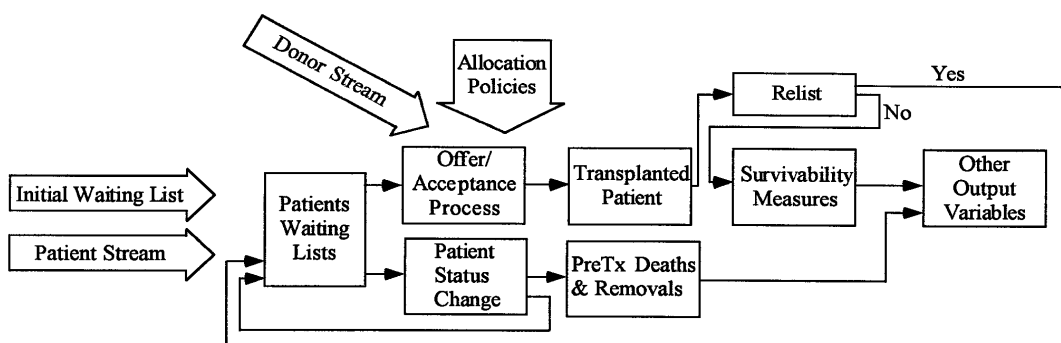 Donor Stream
Allocation
Policies
Yes
Relist
No
Initial Waiting List
Patient Stream
Patients
Waiting
Lists
Offer/
Acceptance
Process
Transplanted
Patient
Survivability
Measures
Other
Output
Variables
Patient
Status
Change
PreTx Deaths
& Removals